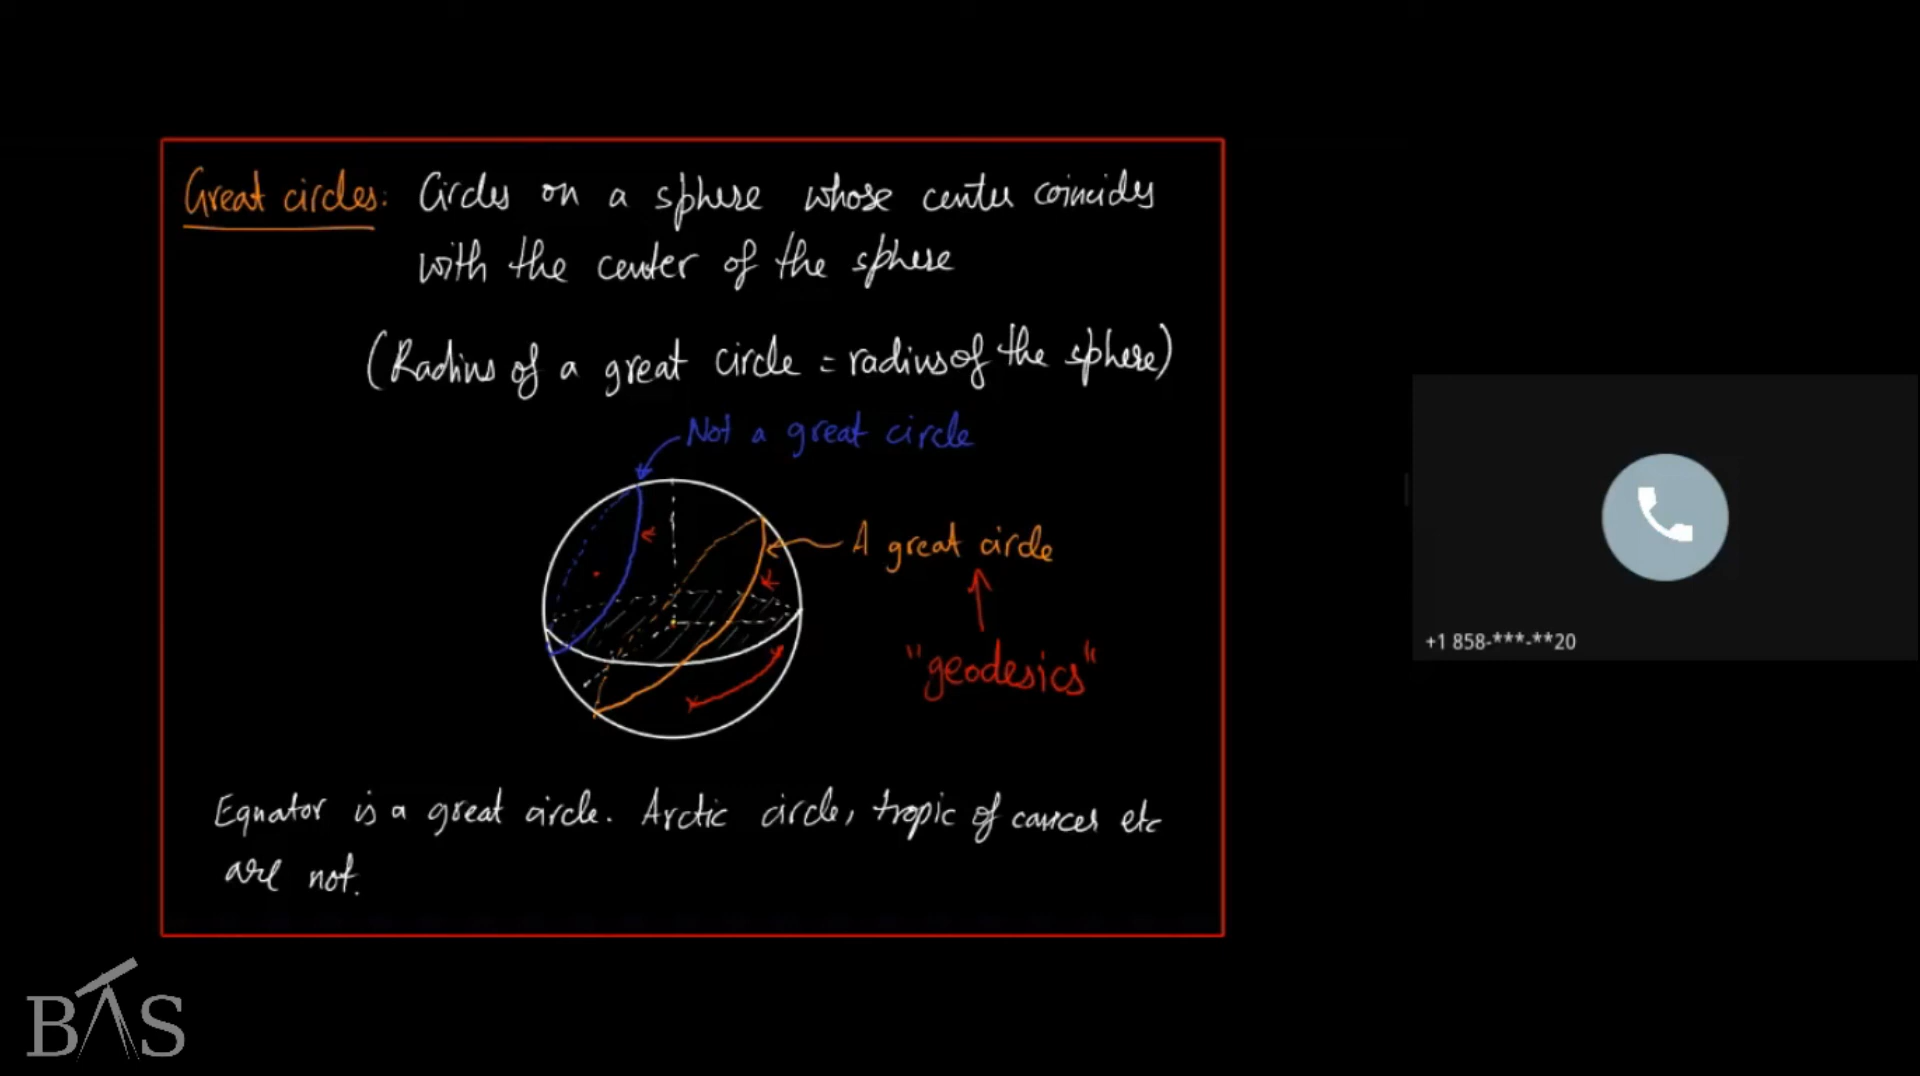 Great circles: Circles on a sphere whose center coincides
with the center of the sphere
(Radius of a great circle = radius of the sphere)
Not a great circle
A great circle
"geodesics"
Equator is a great circle. Arctic circle, tropic of cancer etc
are not.
+1 858-***-**20
BAS